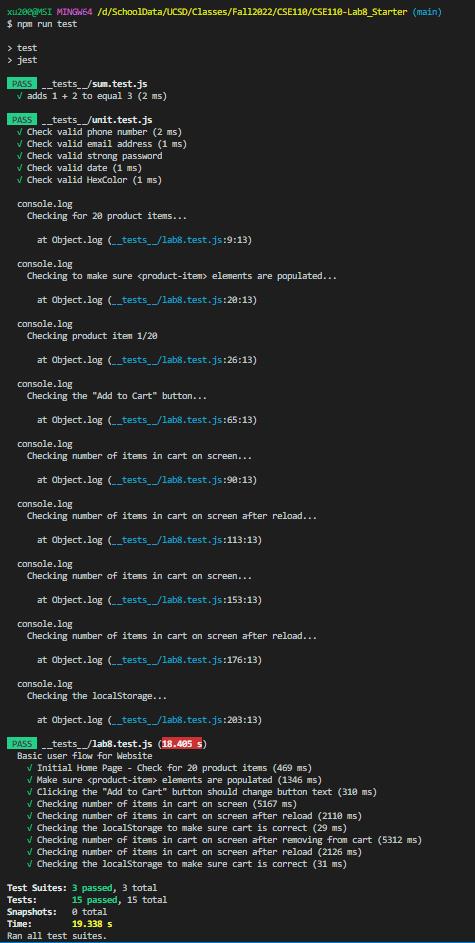 xu200@MSI MINGW64 /d/SchoolData/UCSD/Classes/Fall2022/CSE110/CSE110-Lab8_Starter (main)
$ npm run test
> test
> jest
PASS __tests__/sum.test.js
√ adds 1 + 2 to equal 3 (2 ms)
PASS __tests__/unit.test.js
√ Check valid phone number (2 ms)
√ Check valid email address (1 ms)
√ Check valid strong password
√ Check valid date (1 ms)
√ Check valid HexColor (1 ms)
console.log
Checking for 20 product items...
at Object.log (__tests__/lab8.test.js:9:13)
console.log
Checking to make sure <product-item> elements are populated...
at Object.log (__tests__/lab8.test.js:20:13)
console.log
Checking product item 1/20
at Object.log (__tests__/lab8.test.js:26:13)
console.log
Checking the "Add to Cart" button...
at Object.log (__tests__/lab8.test.js:65:13)
console.log
Checking number of items in cart on screen...
at Object.log (__tests__/lab8.test.js:90:13)
console.log
Checking number of items in cart on screen after reload...
at Object.log (__tests__/lab8.test.js:113:13)
console.log
Checking number of items in cart on screen...
at Object.log (__tests__/lab8.test.js:153:13)
console.log
Checking number of items in cart on screen after reload...
at Object.log (__tests__/lab8.test.js:176:13)
console.log
Checking the localStorage...
at Object.log (__tests__/lab8.test.js:203:13)
PASS __tests__/lab8.test.js (18.405 s)
Basic user flow for Website
√ Initial Home Page - Check for 20 product items (469 ms)
√ Make sure <product-item> elements are populated (1346 ms)
√ Clicking the "Add to Cart" button should change button text (310 ms)
√ Checking number of items in cart on screen (5167 ms)
√ Checking number of items in cart on screen after reload (2110 ms)
√ Checking the localStorage to make sure cart is correct (29 ms)
√ Checking number of items in cart on screen after removing from cart (5312 ms)
√ Checking number of items in cart on screen after reload (2126 ms)
√ Checking the localStorage to make sure cart is correct (31 ms)
Test Suites: 3 passed, 3 total
Tests: 15 passed, 15 total
Snapshots: 0 total
Time: 19.338 s
Ran all test suites.